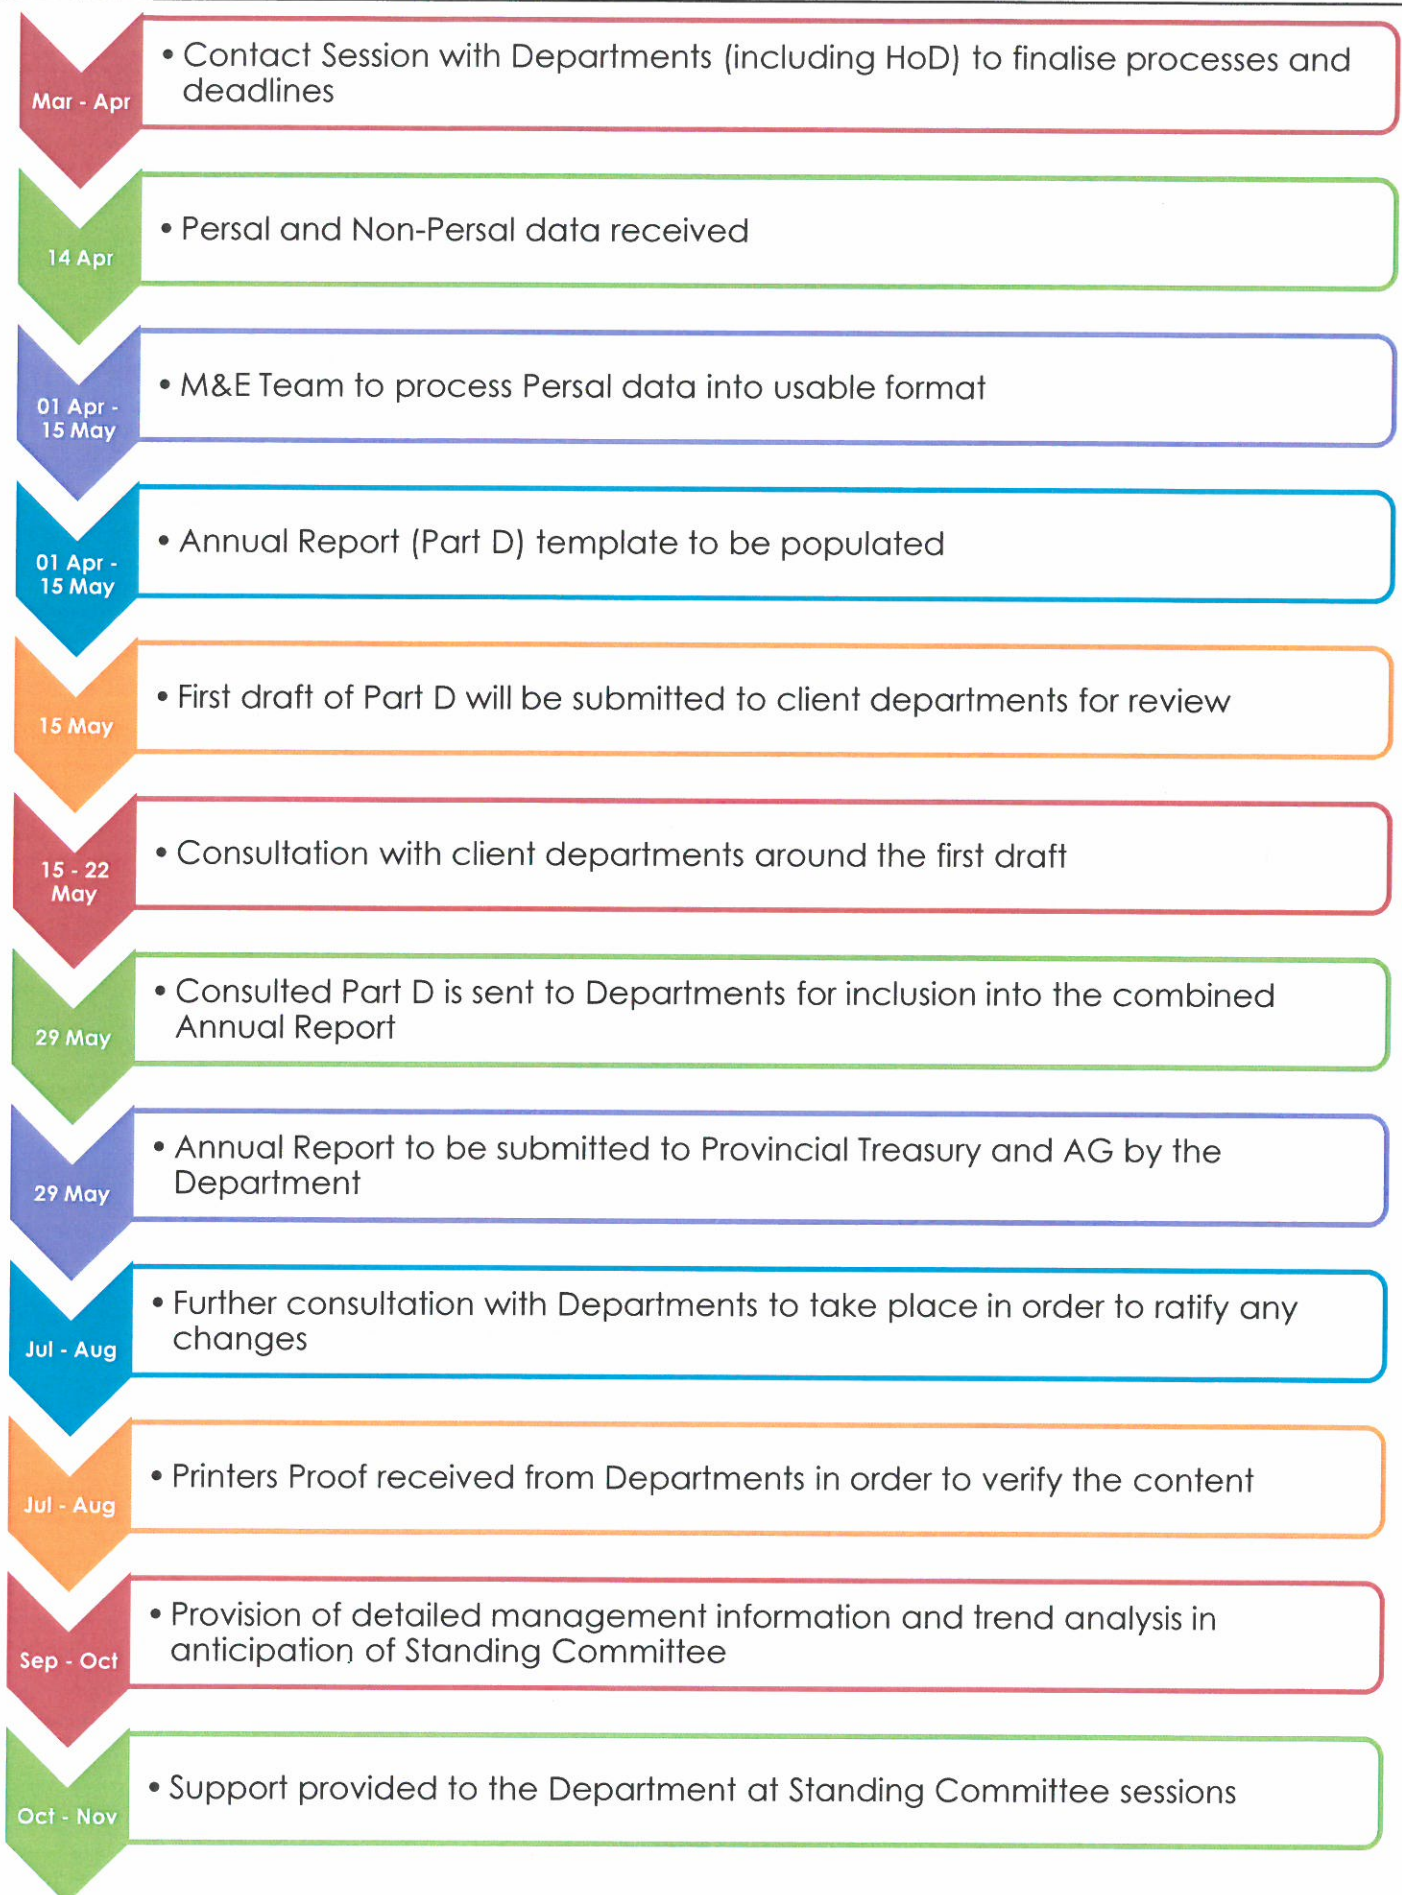 Mar - Apr
• Contact Session with Departments (including HoD) to finalise processes and
deadlines
14 Apr
• Persal and Non-Persal data received
01 Apr -
15 May
• M&E Team to process Persal data into usable format
01 Apr -
15 May
• Annual Report (Part D) template to be populated
15 May
• First draft of Part D will be submitted to client departments for review
15 - 22
May
• Consultation with client departments around the first draft
29 May
• Consulted Part D is sent to Departments for inclusion into the combined
Annual Report
29 May
• Annual Report to be submitted to Provincial Treasury and AG by the
Department
Jul - Aug
• Further consultation with Departments to take place in order to ratify any
changes
Jul - Aug
• Printers Proof received from Departments in order to verify the content
Sep - Oct
• Provision of detailed management information and trend analysis in
anticipation of Standing Committee
Oct - Nov
• Support provided to the Department at Standing Committee sessions